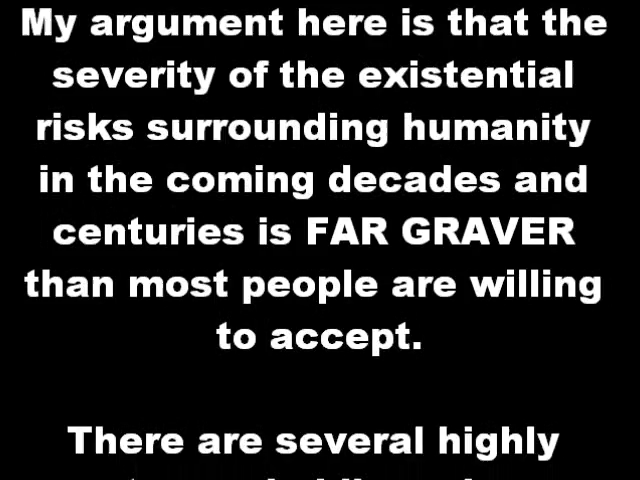 My argument here is that the
severity of the existential
risks surrounding humanity
in the coming decades and
centuries is FAR GRAVER
than most people are willing
to accept.
There are several highly